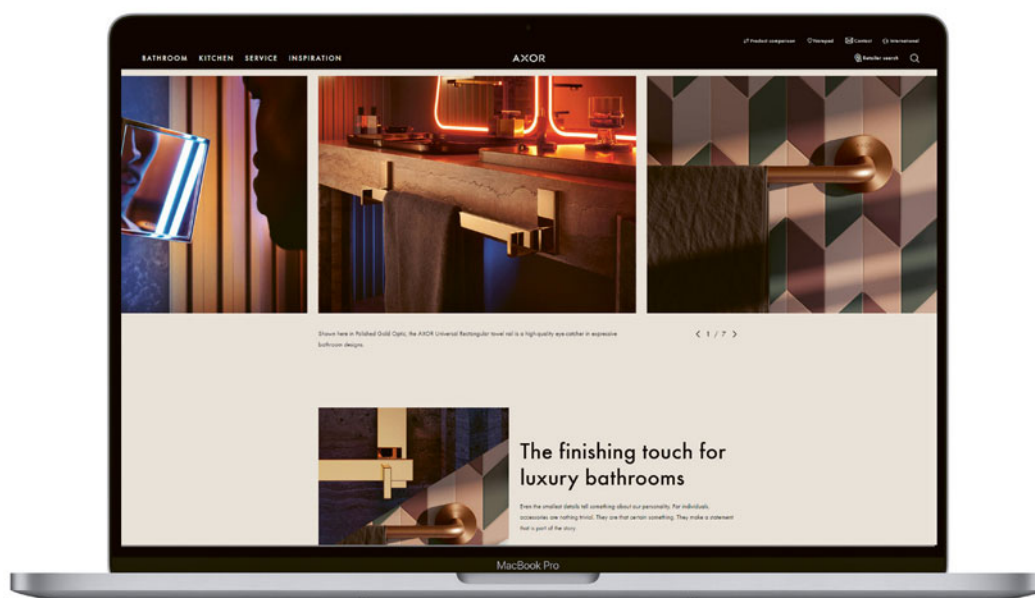 Product comparison Notepad Contact International
BATHROOM KITCHEN SERVICE INSPIRATION AXOR Retailer search
Shown here in Polished Gold Optic, the AXOR Universal Rectangular towel rail is a high-quality eye-catcher in expressive
bathroom designs.
< 1 / 7 >
The finishing touch for
luxury bathrooms
Even the smallest details tell something about our personality. For individuals,
accessories are nothing trivial. They are that certain something. They make a statement
that is part of the story.
MacBook Pro